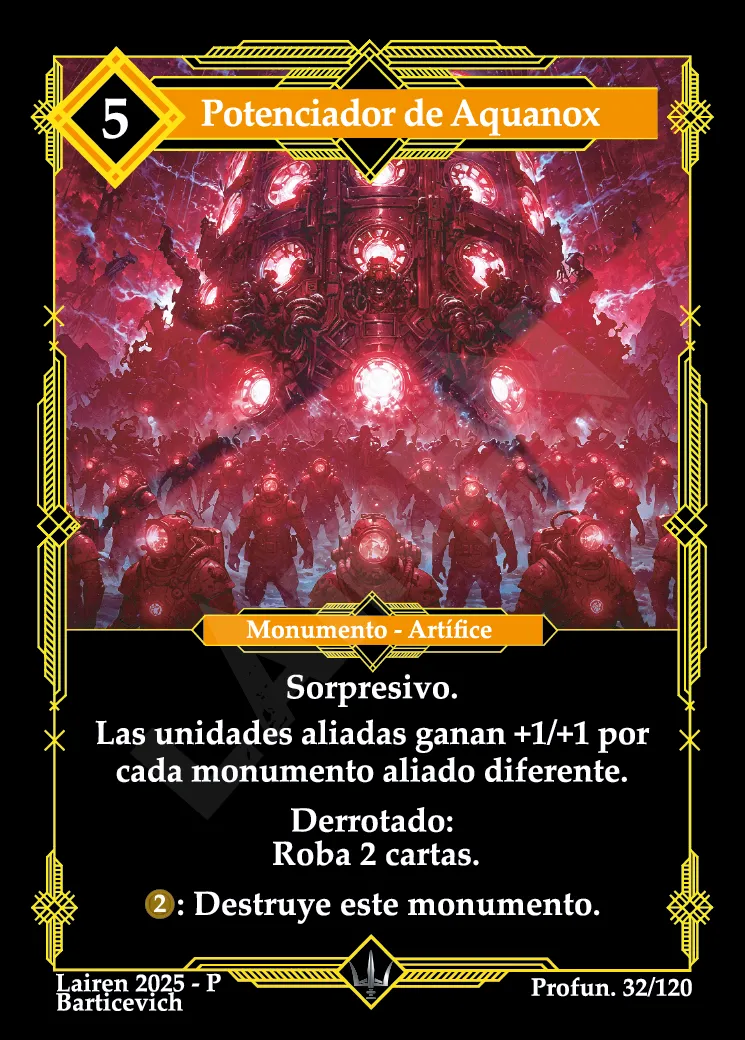 5
Potenciador de Aquanox
Monumento - Artífice
Sorpresivo.
Las unidades aliadas ganan +1/+1 por
cada monumento aliado diferente.
Derrotado:
Roba 2 cartas.
2: Destruye este monumento.
Lairen 2025 - P
Barticevich
Profun. 32/120